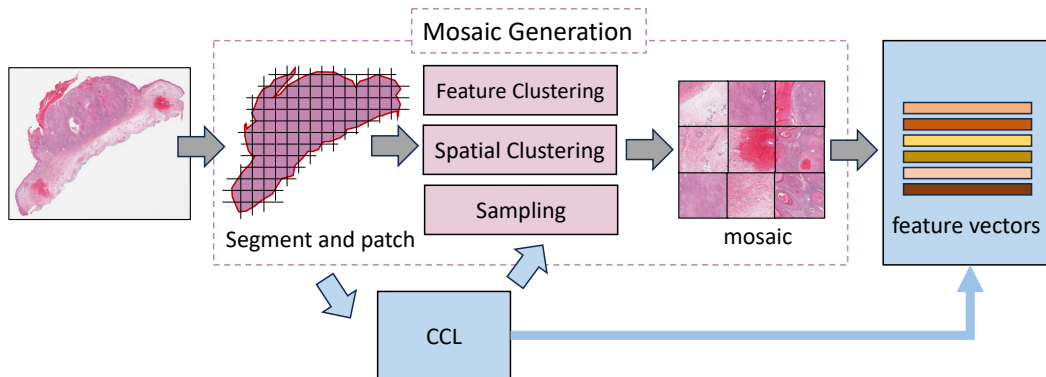 Mosaic Generation
Feature Clustering
Spatial Clustering
Sampling
Segment and patch
mosaic
feature vectors
CCL